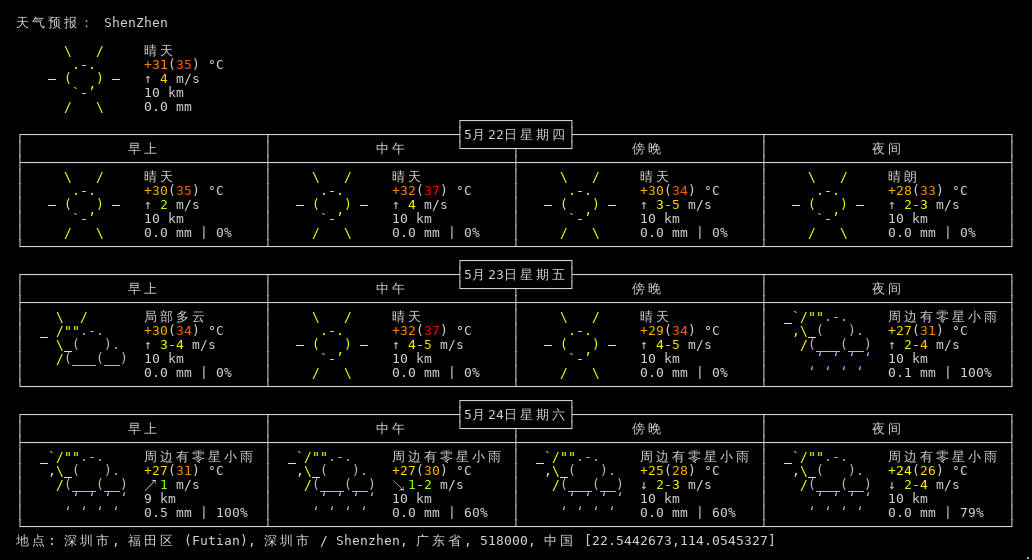 天气预报： ShenZhen
晴天
+31(35) °C
↑ 4 m/s
10 km
0.0 mm
5月22日星期四
早上 中午 傍晚 夜间
晴天 晴天 晴天 晴朗
+30(35) °C +32(37) °C +30(34) °C +28(33) °C
↑ 2 m/s ↑ 4 m/s ↑ 3-5 m/s ↑ 2-3 m/s
10 km 10 km 10 km 10 km
0.0 mm | 0% 0.0 mm | 0% 0.0 mm | 0% 0.0 mm | 0%
5月23日星期五
早上 中午 傍晚 夜间
局部多云 晴天 晴天 周边有零星小雨
+30(34) °C +32(37) °C +29(34) °C +27(31) °C
↑ 3-4 m/s ↑ 4-5 m/s ↑ 4-5 m/s ↑ 2-4 m/s
10 km 10 km 10 km 10 km
0.0 mm | 0% 0.0 mm | 0% 0.0 mm | 0% 0.1 mm | 100%
5月24日星期六
早上 中午 傍晚 夜间
周边有零星小雨 周边有零星小雨 周边有零星小雨 周边有零星小雨
+27(31) °C +27(30) °C +25(28) °C +24(26) °C
↗ 1 m/s ↘ 1-2 m/s ↓ 2-3 m/s ↓ 2-4 m/s
9 km 10 km 10 km 10 km
0.5 mm | 100% 0.0 mm | 60% 0.0 mm | 60% 0.0 mm | 79%
地点: 深圳市, 福田区 (Futian), 深圳市 / Shenzhen, 广东省, 518000, 中国 [22.5442673,114.0545327]